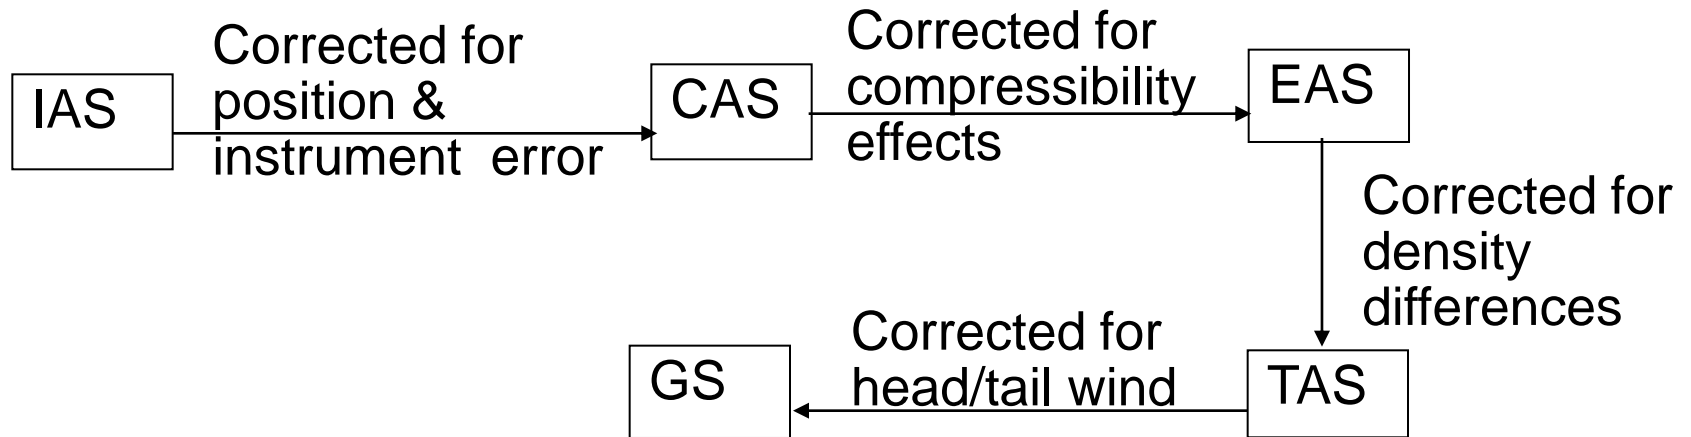 IAS
Corrected for
position &
instrument  error
CAS
Corrected for
compressibility
effects
EAS
Corrected for
density
differences
TAS
Corrected for
head/tail wind
GS